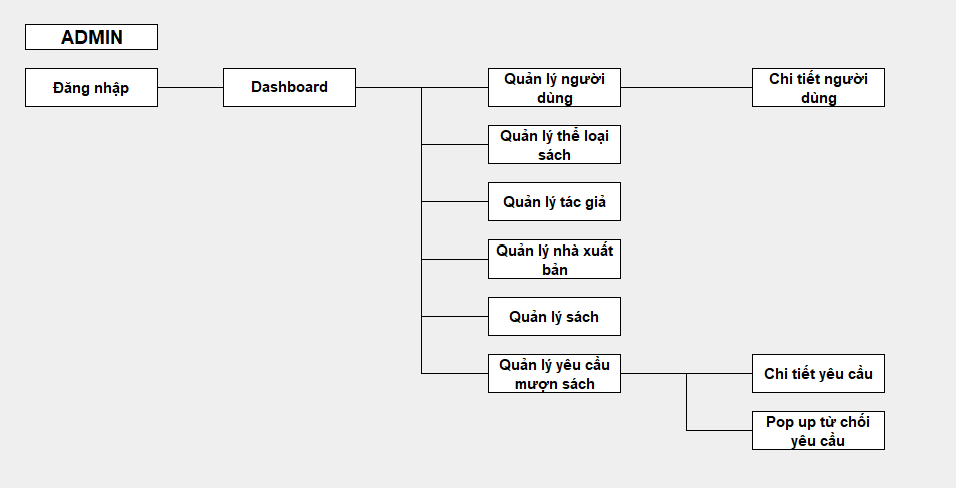 ADMIN
Đăng nhập
Dashboard
Quản lý người
dùng
Chi tiết người
dùng
Quản lý thể loại
sách
Quản lý tác giả
Quản lý nhà xuất
bản
Quản lý sách
Quản lý yêu cầu
mượn sách
Chi tiết yêu cầu
Pop up từ chối
yêu cầu